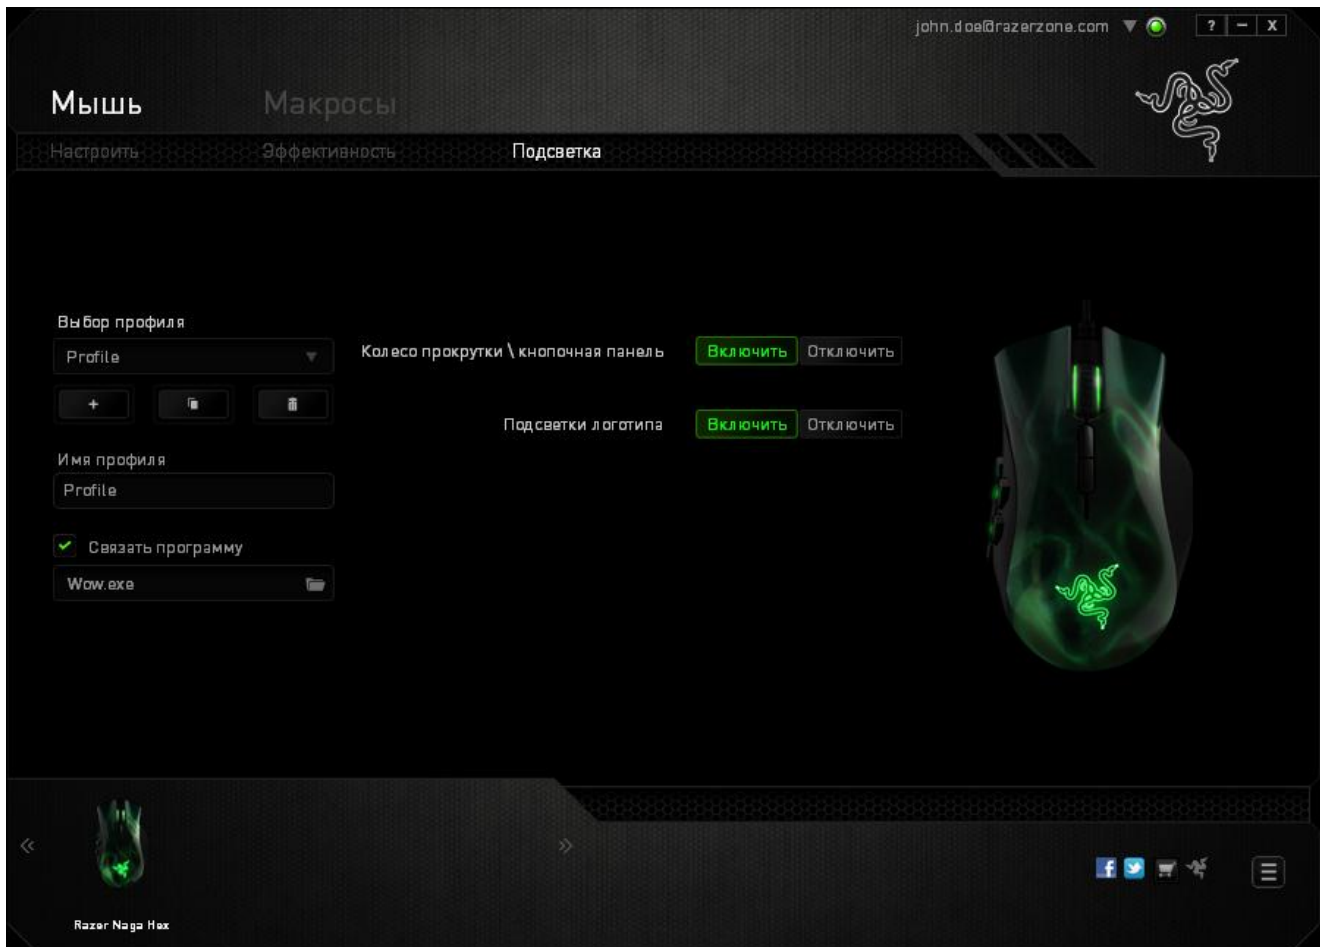 john.doe@razerzone.com ▼ ? – X
Мышь Макросы
Настроить Эффективность Подсветка
Выбор профиля
Profile
Колесо прокрутки \ кнопочная панель Включить Отключить
+
Подсветки логотипа Включить Отключить
Имя профиля
Profile
Связать программу
Wow.exe
Razer Naga Hex